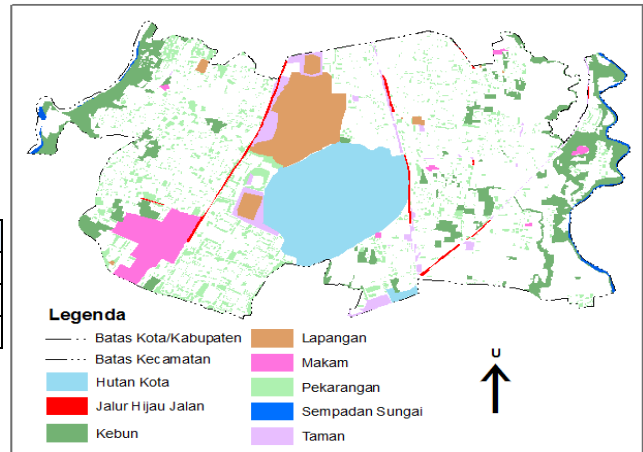 Legenda
Batas Kota/Kabupaten
Batas Kecamatan
Hutan Kota
Jalur Hijau Jalan
Kebun
Lapangan
Makam
Pekarangan
Sempadan Sungai
Taman
U